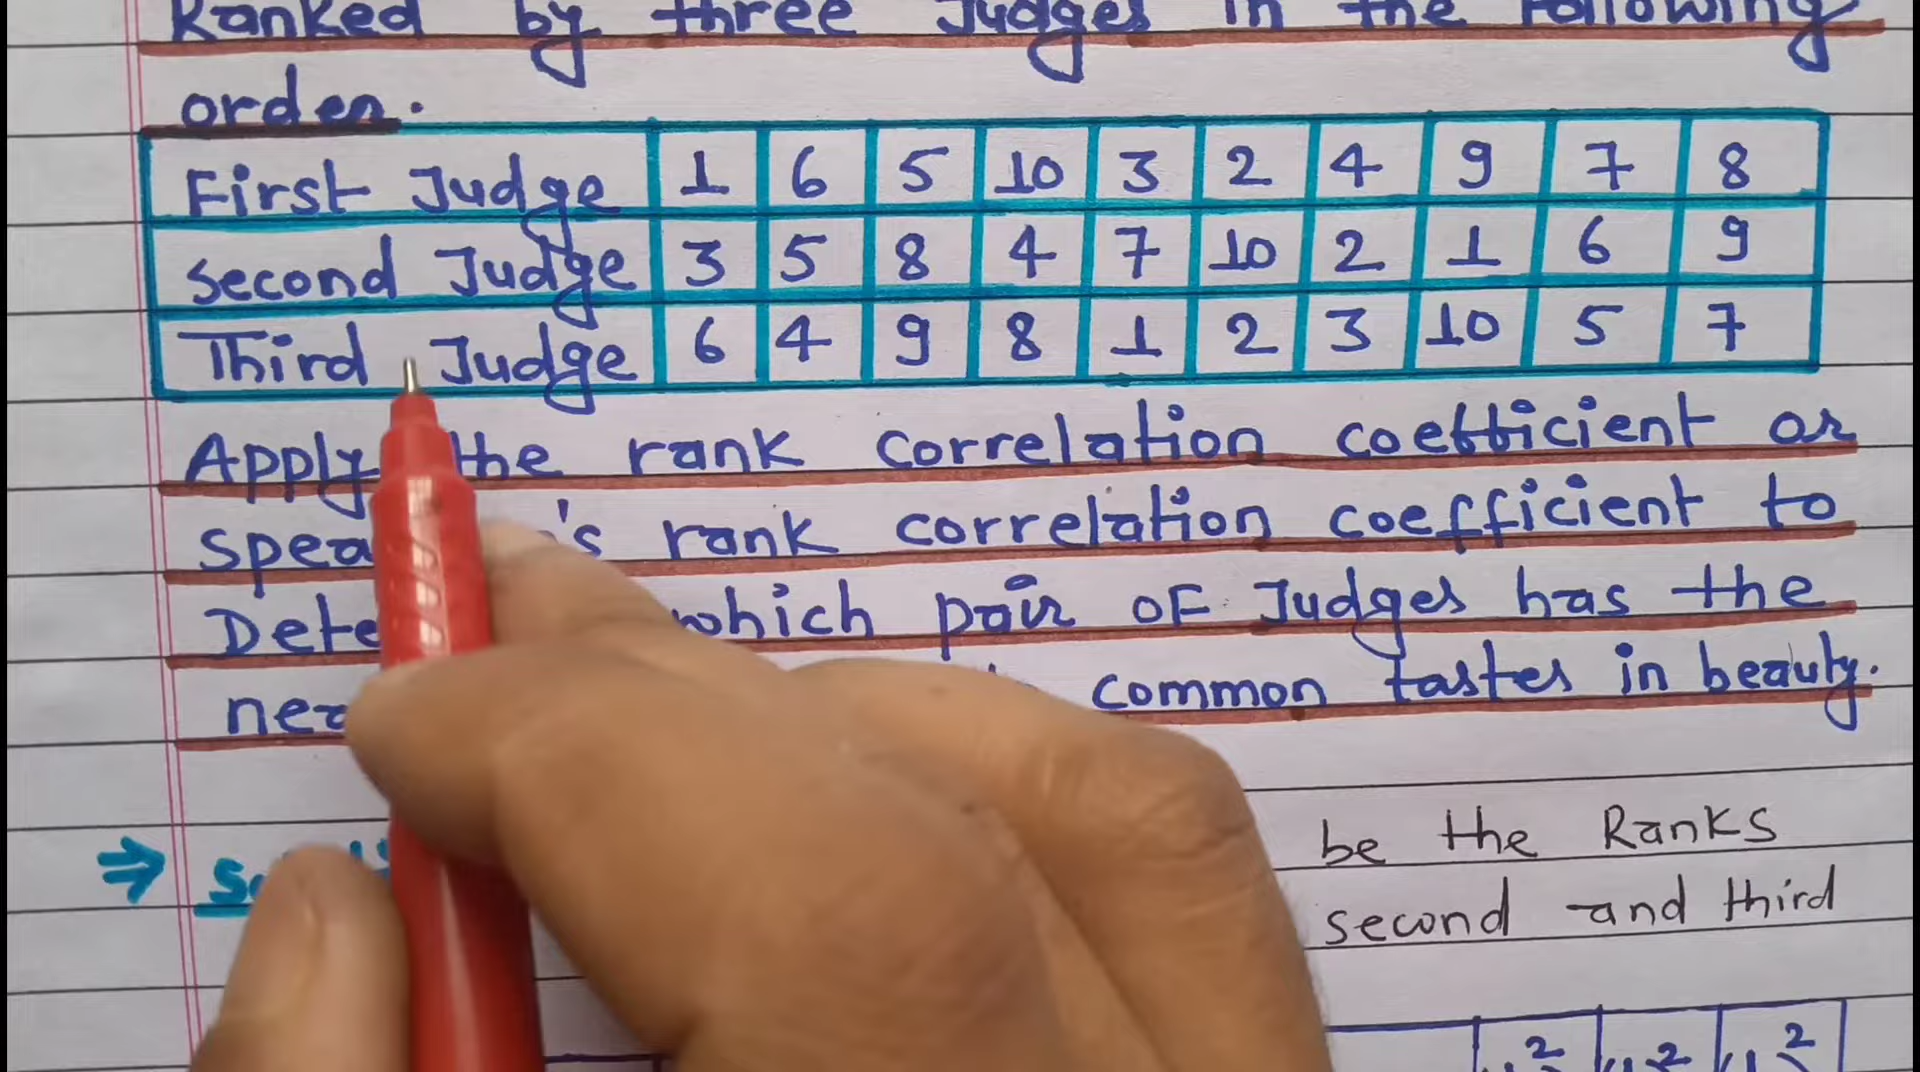 Ranked by three Judges in the following
order.
First Judge 1 6 5 10 3 2 4 9 7 8
Second Judge 3 5 8 4 7 10 2 1 6 9
Third Judge 6 4 9 8 1 2 3 10 5 7
Apply the rank correlation coefficient or
rank correlation coefficient to
which pair of Judges has the
common tastes in beauty.
be the Ranks
second and third